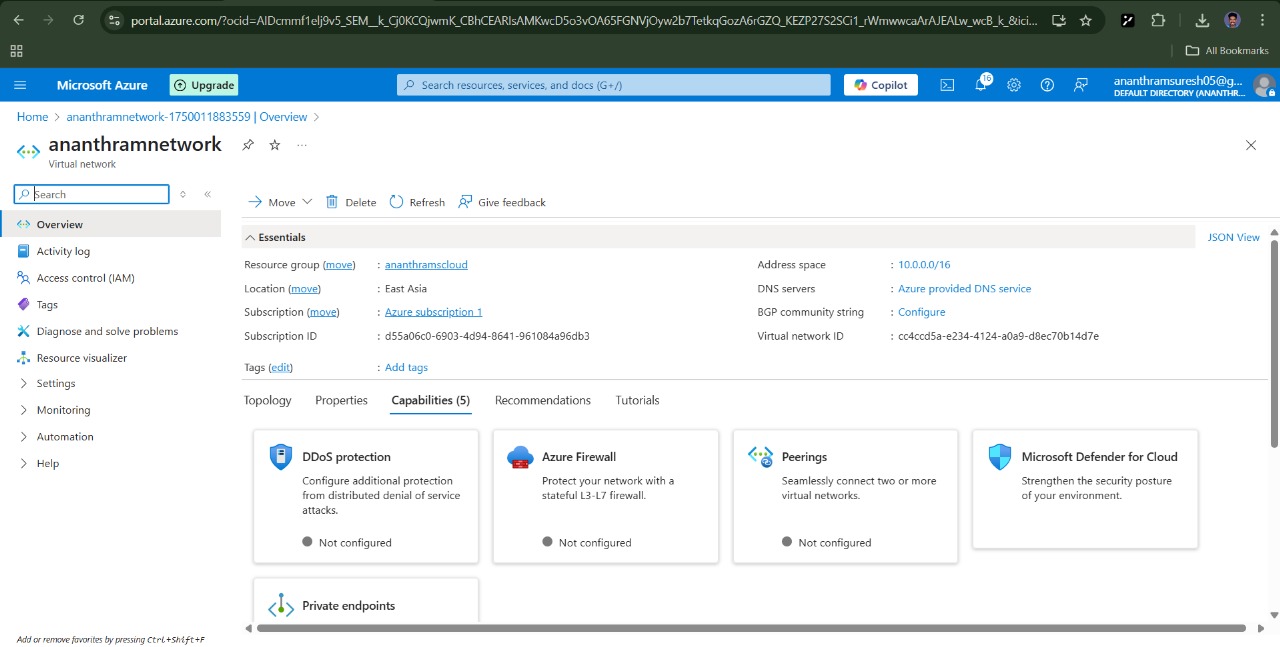 portal.azure.com/?ocid=AIDcmmf1elj9v5_SEM__k_Cj0KCQjwmK_CBhCEARIsAMKwcD5o3vOA65FGNVjOyw2b7TetkqGozA6rGZQ_KEZP27S2SCi1_rWmwwcaArAJEALw_wcB_k_&ici...
All Bookmarks
Microsoft Azure
Upgrade
Search resources, services, and docs (G+/)
Copilot
16
ananthramsuresh05@g...
DEFAULT DIRECTORY (ANANTHR...
Home > ananthramnetwork-1750011883559 | Overview >
ananthramnetwork
Virtual network
Search
Move
Delete
Refresh
Give feedback
Overview
Activity log
Access control (IAM)
Tags
Diagnose and solve problems
Resource visualizer
Settings
Monitoring
Automation
Help
Add or remove favorites by pressing Ctrl+Shift+F
Essentials
JSON View
Resource group (move) : ananthramscloud
Location (move) : East Asia
Subscription (move) : Azure subscription 1
Subscription ID : d55a06c0-6903-4d94-8641-961084a96db3
Address space : 10.0.0.0/16
DNS servers : Azure provided DNS service
BGP community string : Configure
Virtual network ID : cc4ccd5a-e234-4124-a0a9-d8ec70b14d7e
Tags (edit) : Add tags
Topology
Properties
Capabilities (5)
Recommendations
Tutorials
DDoS protection
Configure additional protection
from distributed denial of service
attacks.
Not configured
Azure Firewall
Protect your network with a
stateful L3-L7 firewall.
Not configured
Peerings
Seamlessly connect two or more
virtual networks.
Not configured
Microsoft Defender for Cloud
Strengthen the security posture
of your environment.
Private endpoints